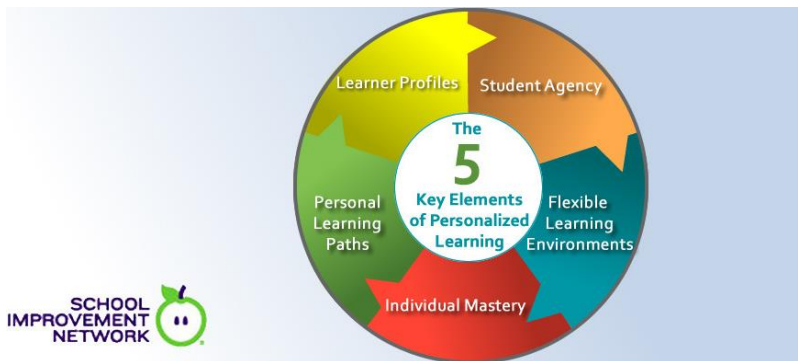 Learner Profiles
Student Agency
The
5
Key Elements
of Personalized
Learning
Personal
Learning
Paths
Flexible
Learning
Environments
Individual Mastery
SCHOOL
IMPROVEMENT
NETWORK